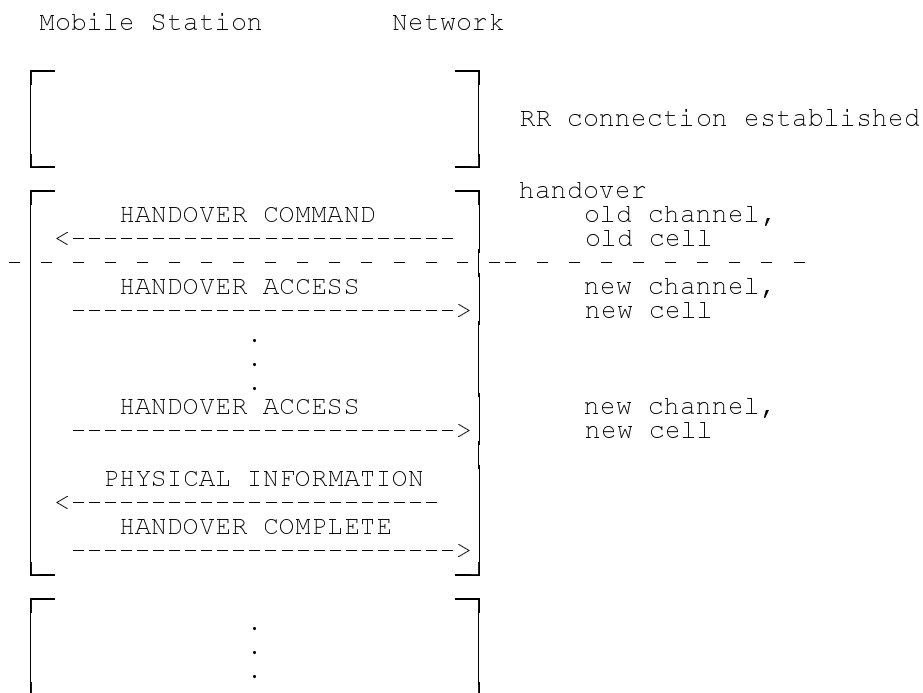 Mobile Station Network
RR connection established
handover
HANDOVER COMMAND old channel,
<----------------------- old cell
HANDOVER ACCESS new channel,
------------------------> new cell
.
.
.
HANDOVER ACCESS new channel,
------------------------> new cell
PHYSICAL INFORMATION
<-----------------------
HANDOVER COMPLETE
------------------------>
.
.
.